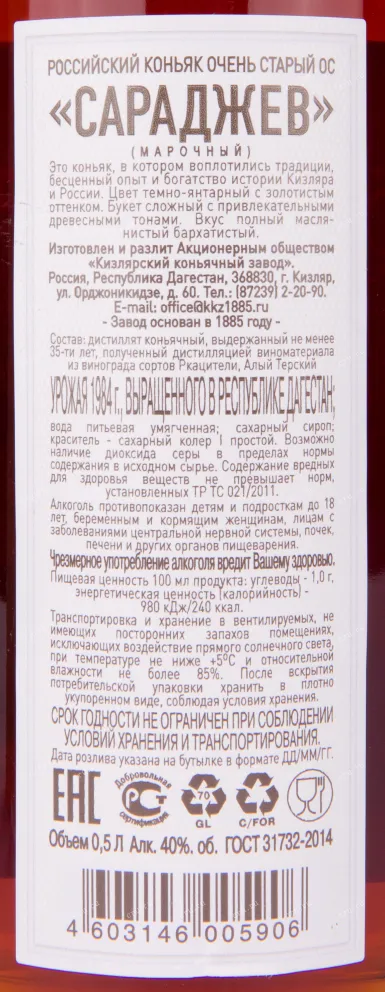 РОССИЙСКИЙ КОНЬЯК ОЧЕНЬ СТАРЫЙ ОС
«САРАДЖЕВ»
(МАРОЧНЫЙ)
Это коньяк, в котором воплотились традиции,
бесценный опыт и богатство истории Кизляра
и России. Цвет темно-янтарный с золотистым
оттенком. Букет сложный с привлекательными
древесными тонами. Вкус полный масля-
нистый бархатистый.
Изготовлен и разлит Акционерным обществом
«Кизлярский коньячный завод».
Россия, Республика Дагестан, 368830, г. Кизляр,
ул. Орджоникидзе, д. 60. Тел.: (87239) 2-20-90.
E-mail: office@kkz1885.ru
- Завод основан в 1885 году -
Состав: дистиллят коньячный, выдержанный не менее
35-ти лет, полученный дистилляцией виноматериала
из винограда сортов Ркацители, Алый Терский
УРОЖАЯ 1984 г., ВЫРАЩЕННОГО В РЕСПУБЛИКЕ ДАГЕСТАН;
вода питьевая умягченная; сахарный сироп;
краситель - сахарный колер I простой. Возможно
наличие диоксида серы в пределах нормы
содержания в исходном сырье. Содержание вредных
для здоровья веществ не превышает норм,
установленных ТР ТС 021/2011.
Алкоголь противопоказан детям и подросткам до 18
лет, беременным и кормящим женщинам, лицам с
заболеваниями центральной нервной системы, почек,
печени и других органов пищеварения.
Чрезмерное употребление алкоголя вредит Вашему здоровью.
Пищевая ценность 100 мл продукта: углеводы - 1,0 г,
энергетическая ценность (калорийность) -
980 кДж/240 ккал.
Транспортировка и хранение в вентилируемых, не
имеющих посторонних запахов помещениях,
исключающих воздействие прямого солнечного света,
при температуре не ниже +5°С и относительной
влажности не более 85%. После вскрытия
потребительской упаковки хранить в плотно
укупоренном виде, соблюдая условия хранения.
СРОК ГОДНОСТИ НЕ ОГРАНИЧЕН ПРИ СОБЛЮДЕНИИ
УСЛОВИЙ ХРАНЕНИЯ И ТРАНСПОРТИРОВАНИЯ.
Дата розлива указана на бутылке в формате ДД/ММ/ГГ.
ЕАС Добровольная сертификация РСТ 70 GL C/FOR
Объем 0,5 Л Алк. 40%. об. ГОСТ 31732-2014
4 603146 005906